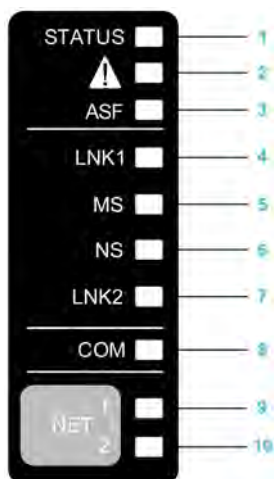 STATUS 1
2
ASF 3
LNK1 4
MS 5
NS 6
LNK2 7
COM 8
1 9
NET
2 10